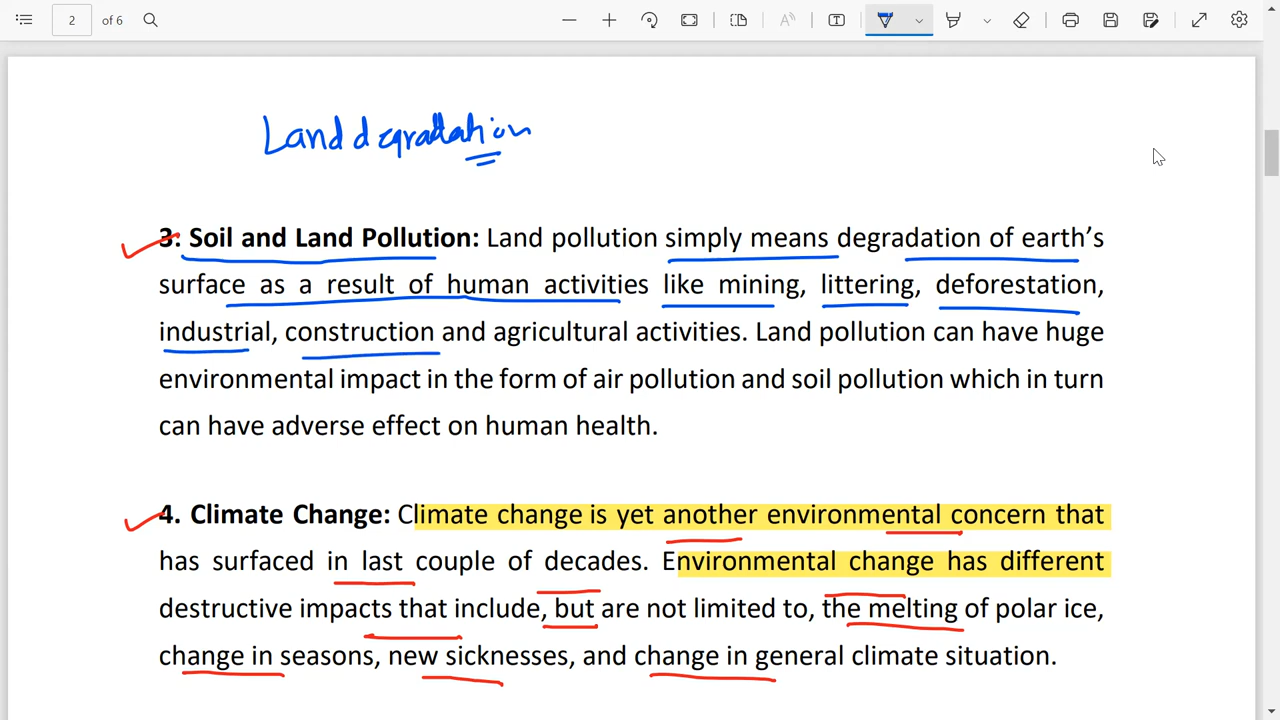 2 of 6
Land degradation
3: Soil and Land Pollution: Land pollution simply means degradation of earth’s
surface as a result of human activities like mining, littering, deforestation,
industrial, construction and agricultural activities. Land pollution can have huge
environmental impact in the form of air pollution and soil pollution which in turn
can have adverse effect on human health.
4. Climate Change: Climate change is yet another environmental concern that
has surfaced in last couple of decades. Environmental change has different
destructive impacts that include, but are not limited to, the melting of polar ice,
change in seasons, new sicknesses, and change in general climate situation.